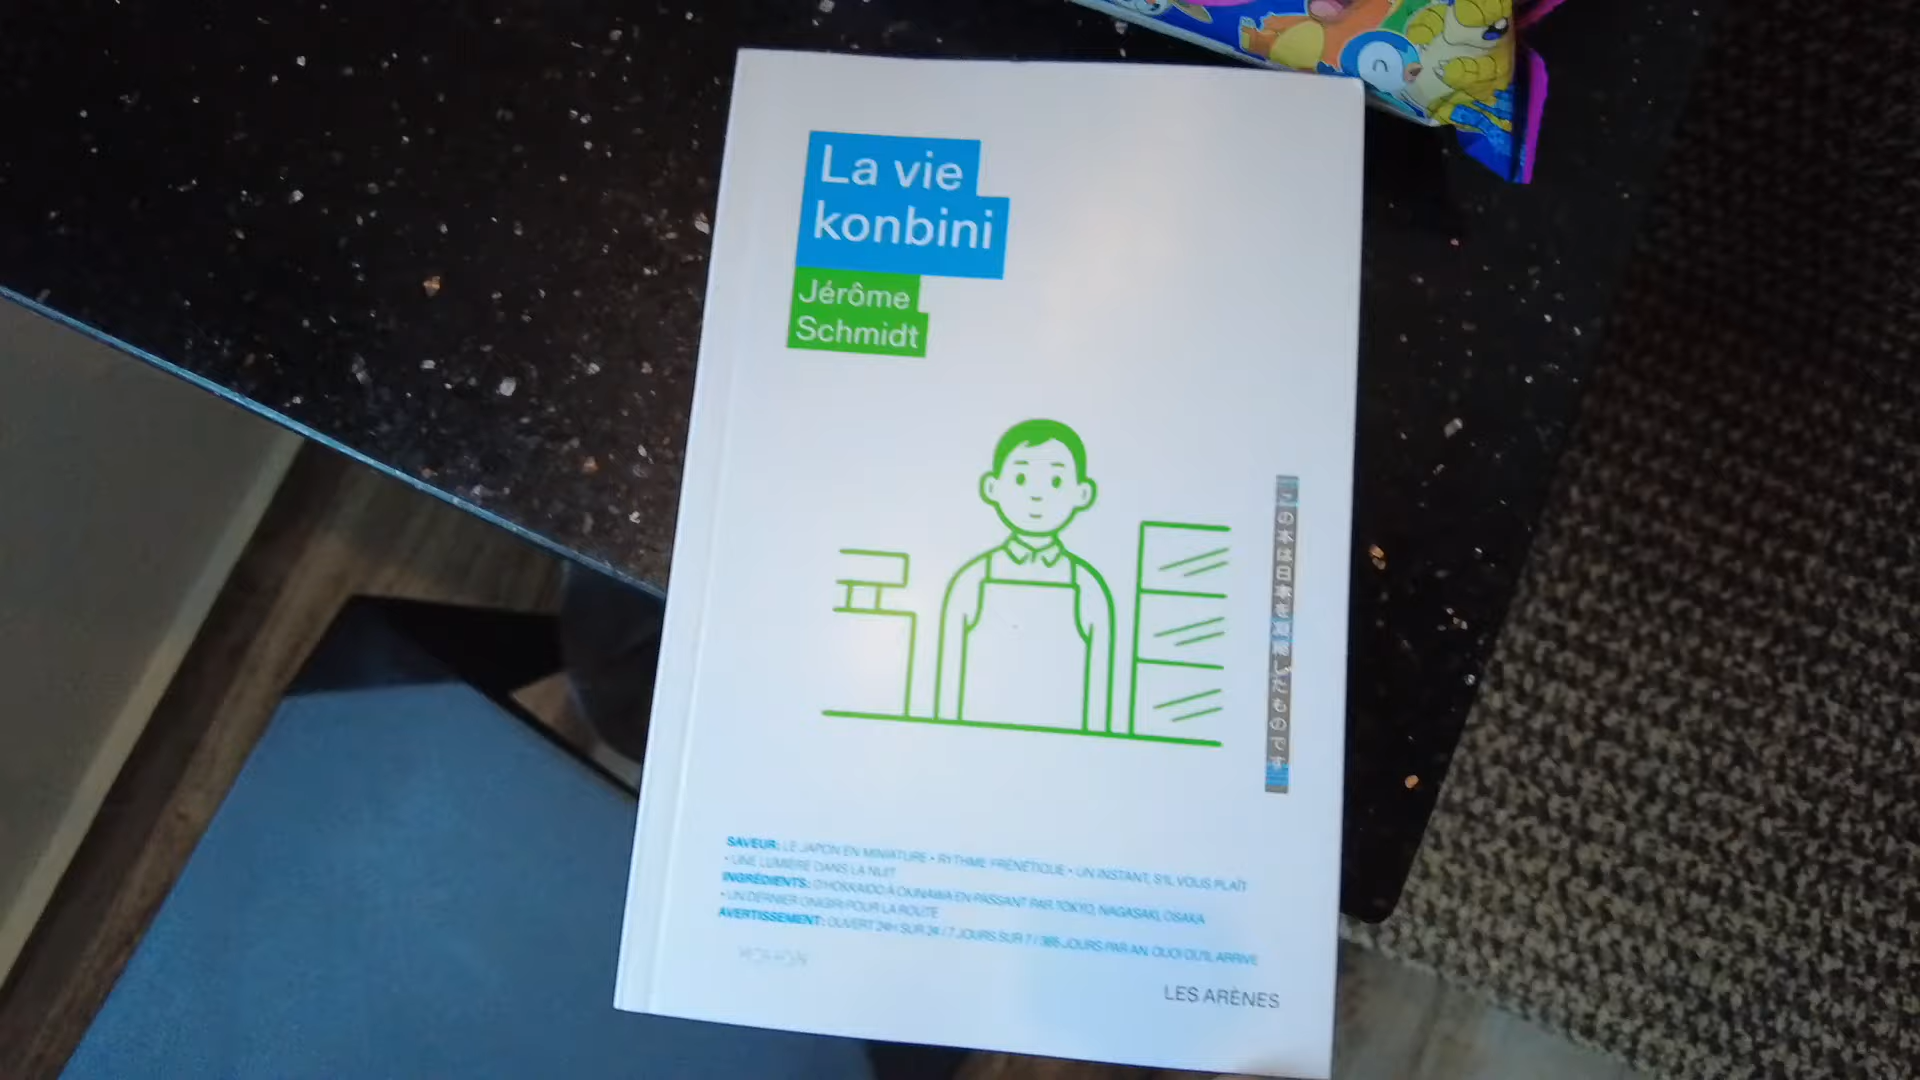 La vie
konbini
Jérôme
Schmidt
この本は日本を凝縮したものです
SAVEUR: LE JAPON EN MINIATURE • RYTHME FRÉNÉTIQUE • UN INSTANT, S'IL VOUS PLAÎT
• UNE LUMIÈRE DANS LA NUIT
INGRÉDIENTS: D'HOKKAIDO À OKINAWA EN PASSANT PAR TOKYO, NAGASAKI, OSAKA
• UN DERNIER ONIGIRI POUR LA ROUTE
AVERTISSEMENT: OUVERT 24H SUR 24 / 7 JOURS SUR 7 / 365 JOURS PAR AN, QUOI QU'IL ARRIVE
LES ARÈNES